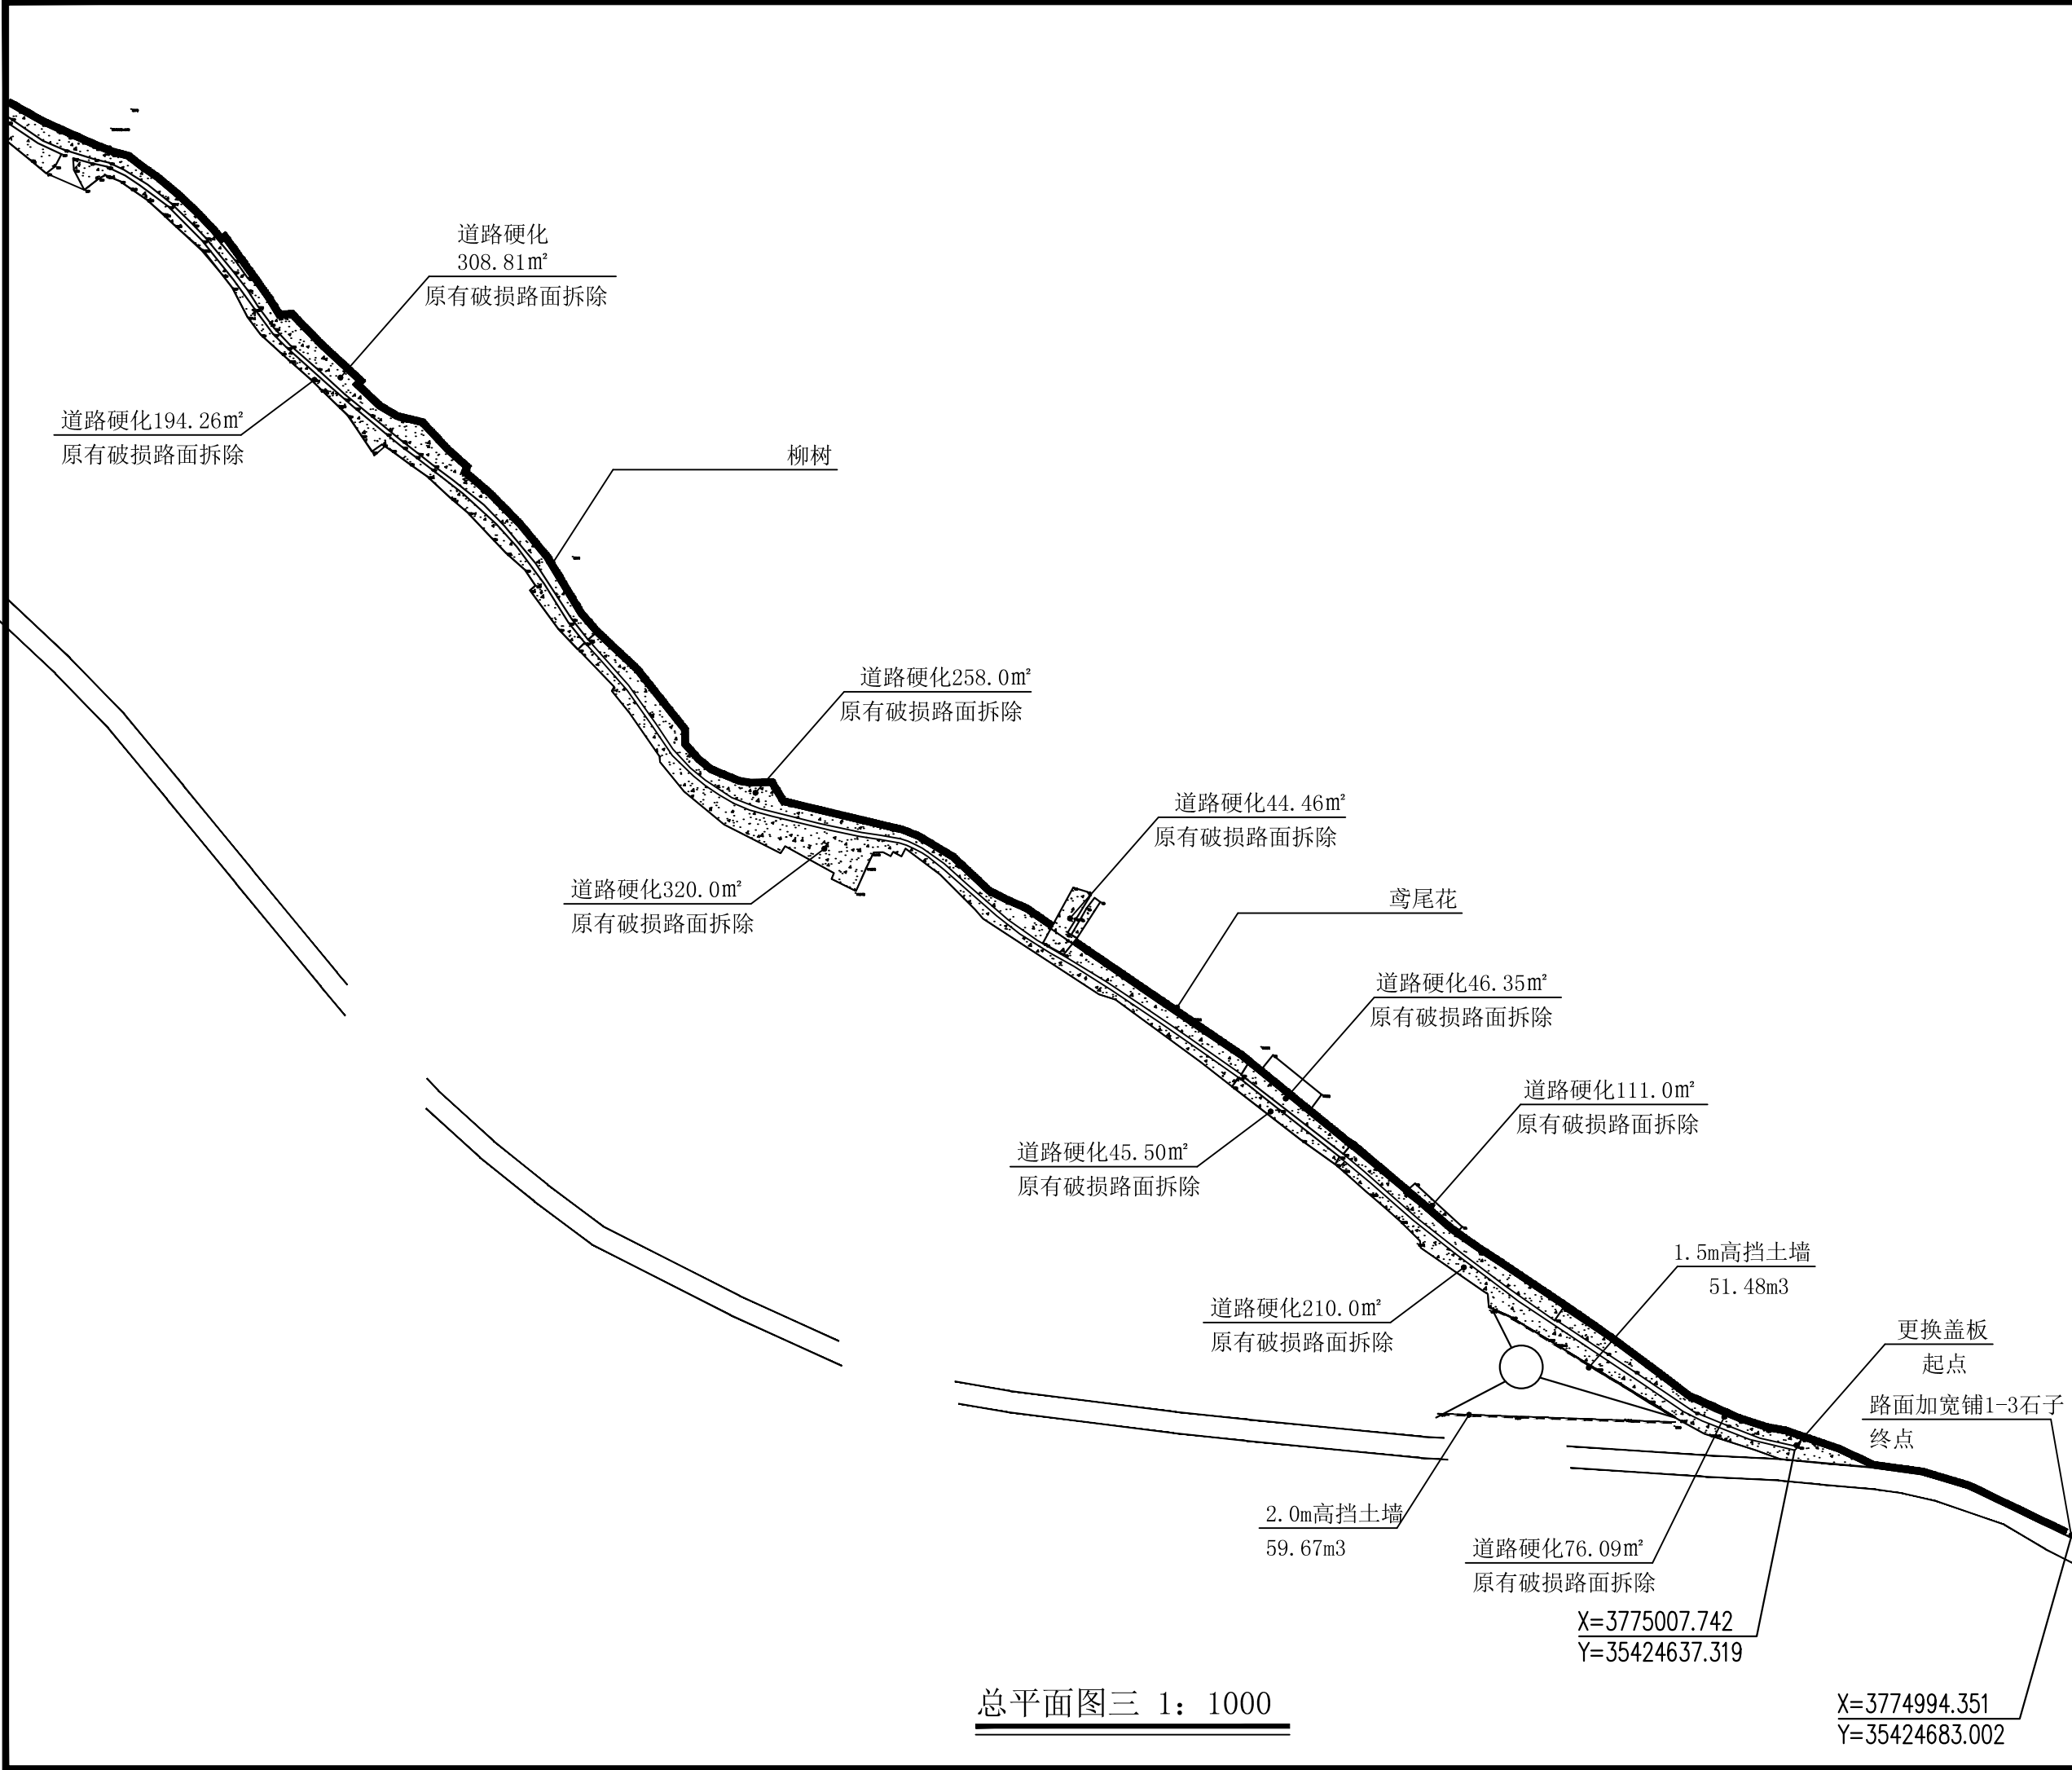 道路硬化
308.81㎡
原有破损路面拆除
道路硬化194.26㎡
原有破损路面拆除
柳树
道路硬化258.0㎡
原有破损路面拆除
道路硬化44.46㎡
原有破损路面拆除
道路硬化320.0㎡
原有破损路面拆除
鸢尾花
道路硬化46.35㎡
原有破损路面拆除
道路硬化111.0㎡
原有破损路面拆除
道路硬化45.50㎡
原有破损路面拆除
1.5m高挡土墙
51.48m3
道路硬化210.0㎡
原有破损路面拆除
更换盖板
起点
路面加宽铺1-3石子
终点
2.0m高挡土墙
59.67m3
道路硬化76.09㎡
原有破损路面拆除
X=3775007.742
Y=35424637.319
X=3774994.351
Y=35424683.002
总平面图三 1：1000